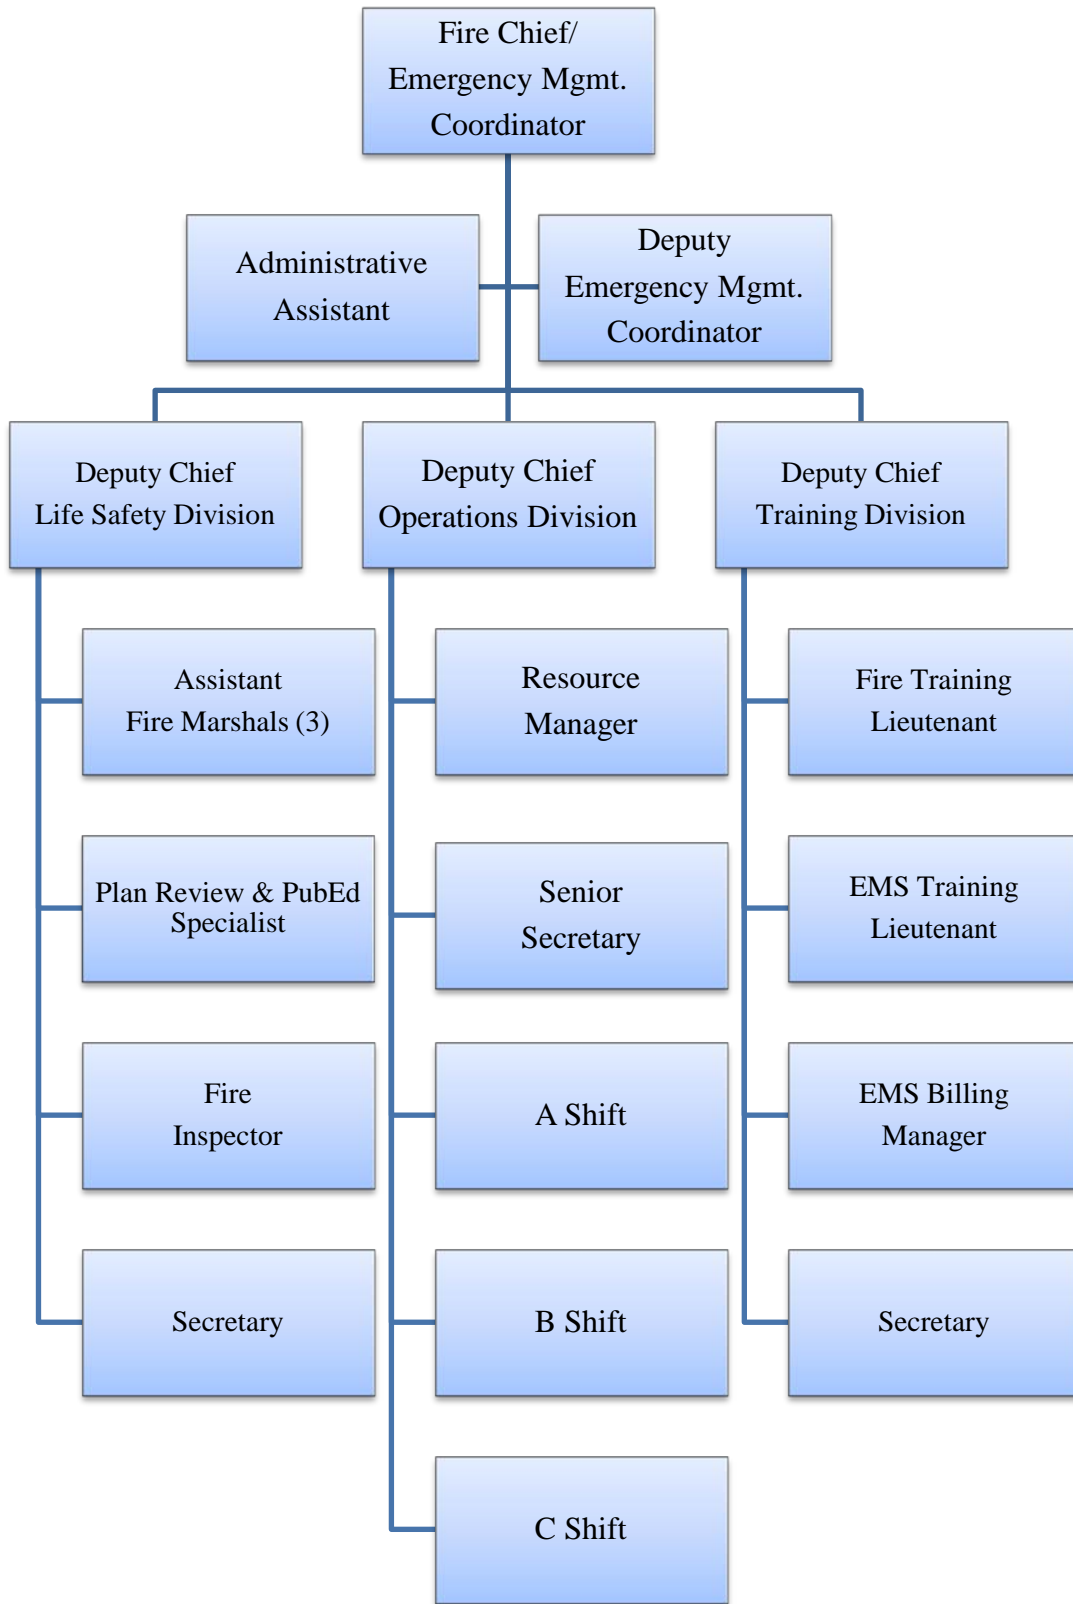 Fire Chief/
Emergency Mgmt.
Coordinator
Administrative
Assistant
Deputy
Emergency Mgmt.
Coordinator
Deputy Chief
Life Safety Division
Deputy Chief
Operations Division
Deputy Chief
Training Division
Assistant
Fire Marshals (3)
Resource
Manager
Fire Training
Lieutenant
Plan Review & PubEd
Specialist
Senior
Secretary
EMS Training
Lieutenant
Fire
Inspector
A Shift
EMS Billing
Manager
Secretary
B Shift
Secretary
C Shift